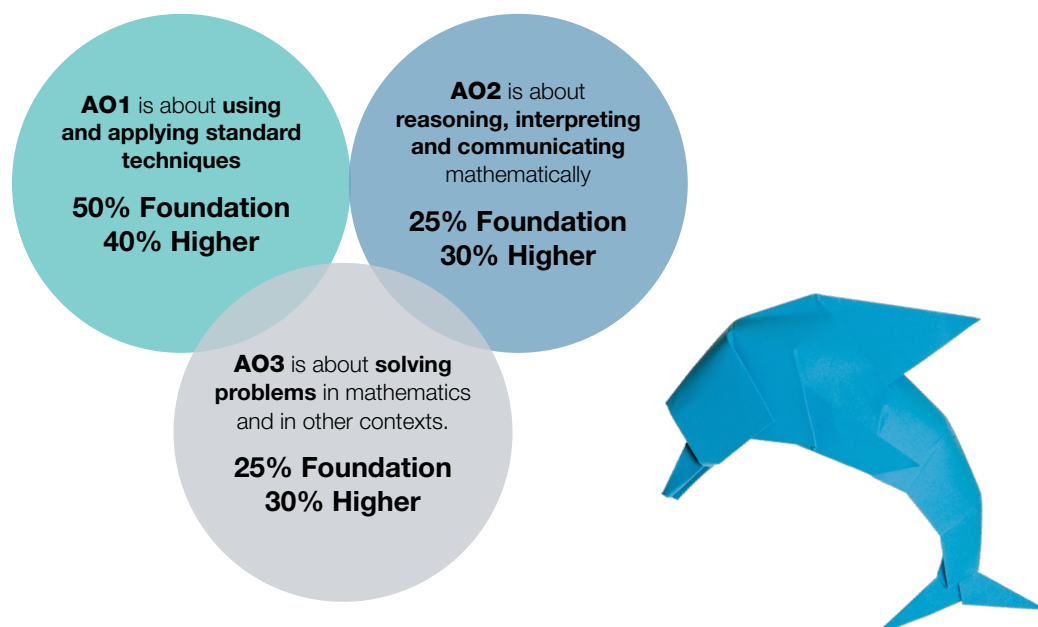 AO1 is about using
and applying standard
techniques
50% Foundation
40% Higher
AO2 is about
reasoning, interpreting
and communicating
mathematically
25% Foundation
30% Higher
AO3 is about solving
problems in mathematics
and in other contexts.
25% Foundation
30% Higher